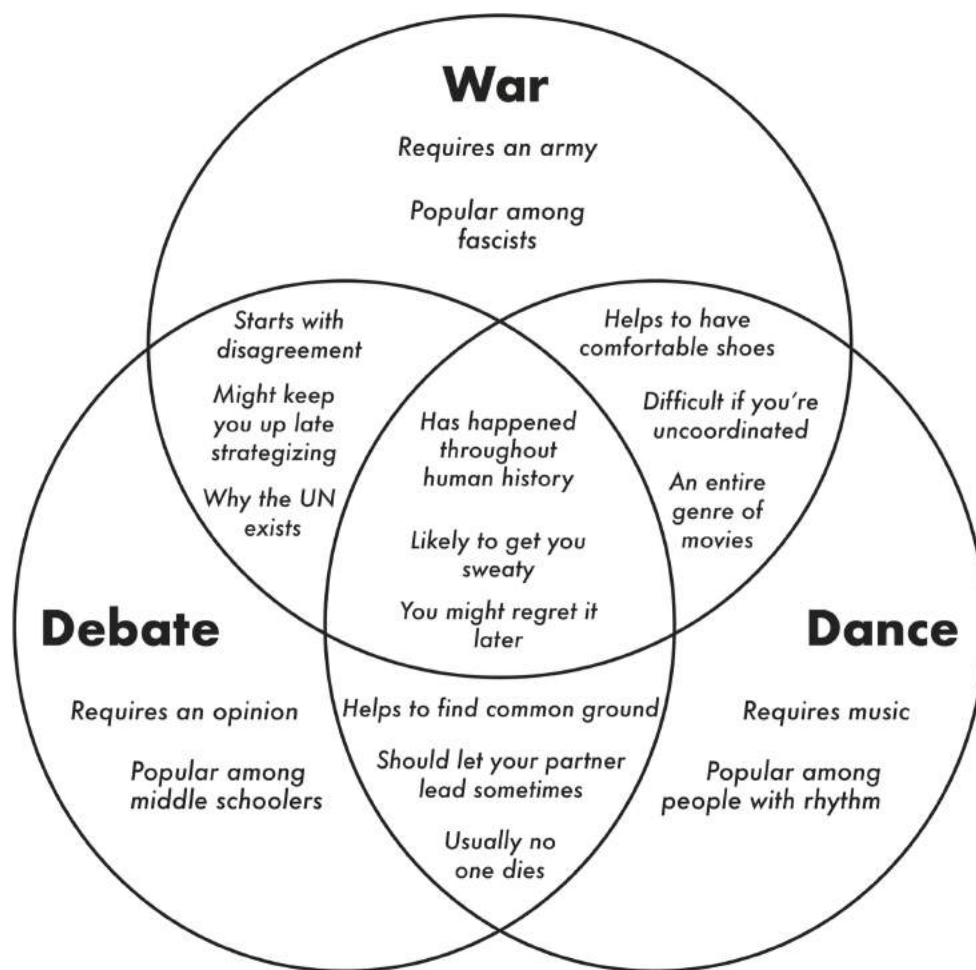 War
Requires an army
Popular among
fascists
Starts with
disagreement
Might keep
you up late
strategizing
Why the UN
exists
Helps to have
comfortable shoes
Difficult if you're
uncoordinated
An entire
genre of
movies
Has happened
throughout
human history
Likely to get you
sweaty
You might regret it
later
Debate
Requires an opinion
Popular among
middle schoolers
Helps to find common ground
Should let your partner
lead sometimes
Usually no
one dies
Dance
Requires music
Popular among
people with rhythm